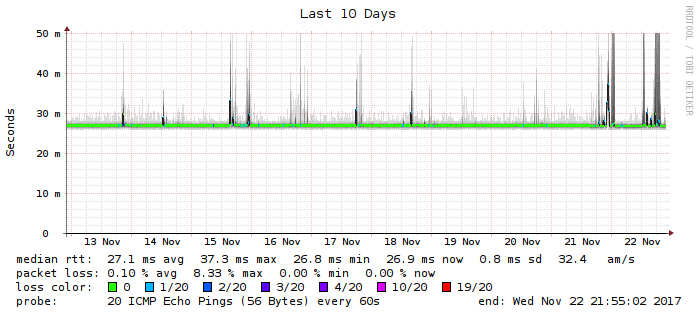 Last 10 Days
RRDTOOL / TOBI OETIKER
Seconds
50 m
40 m
30 m
20 m
10 m
0
13 Nov 14 Nov 15 Nov 16 Nov 17 Nov 18 Nov 19 Nov 20 Nov 21 Nov 22 Nov
median rtt: 27.1 ms avg 37.3 ms max 26.8 ms min 26.9 ms now 0.8 ms sd 32.4 am/s
packet loss: 0.10 % avg 8.33 % max 0.00 % min 0.00 % now
loss color: 0 1/20 2/20 3/20 4/20 10/20 19/20
probe: 20 ICMP Echo Pings (56 Bytes) every 60s end: Wed Nov 22 21:55:02 2017